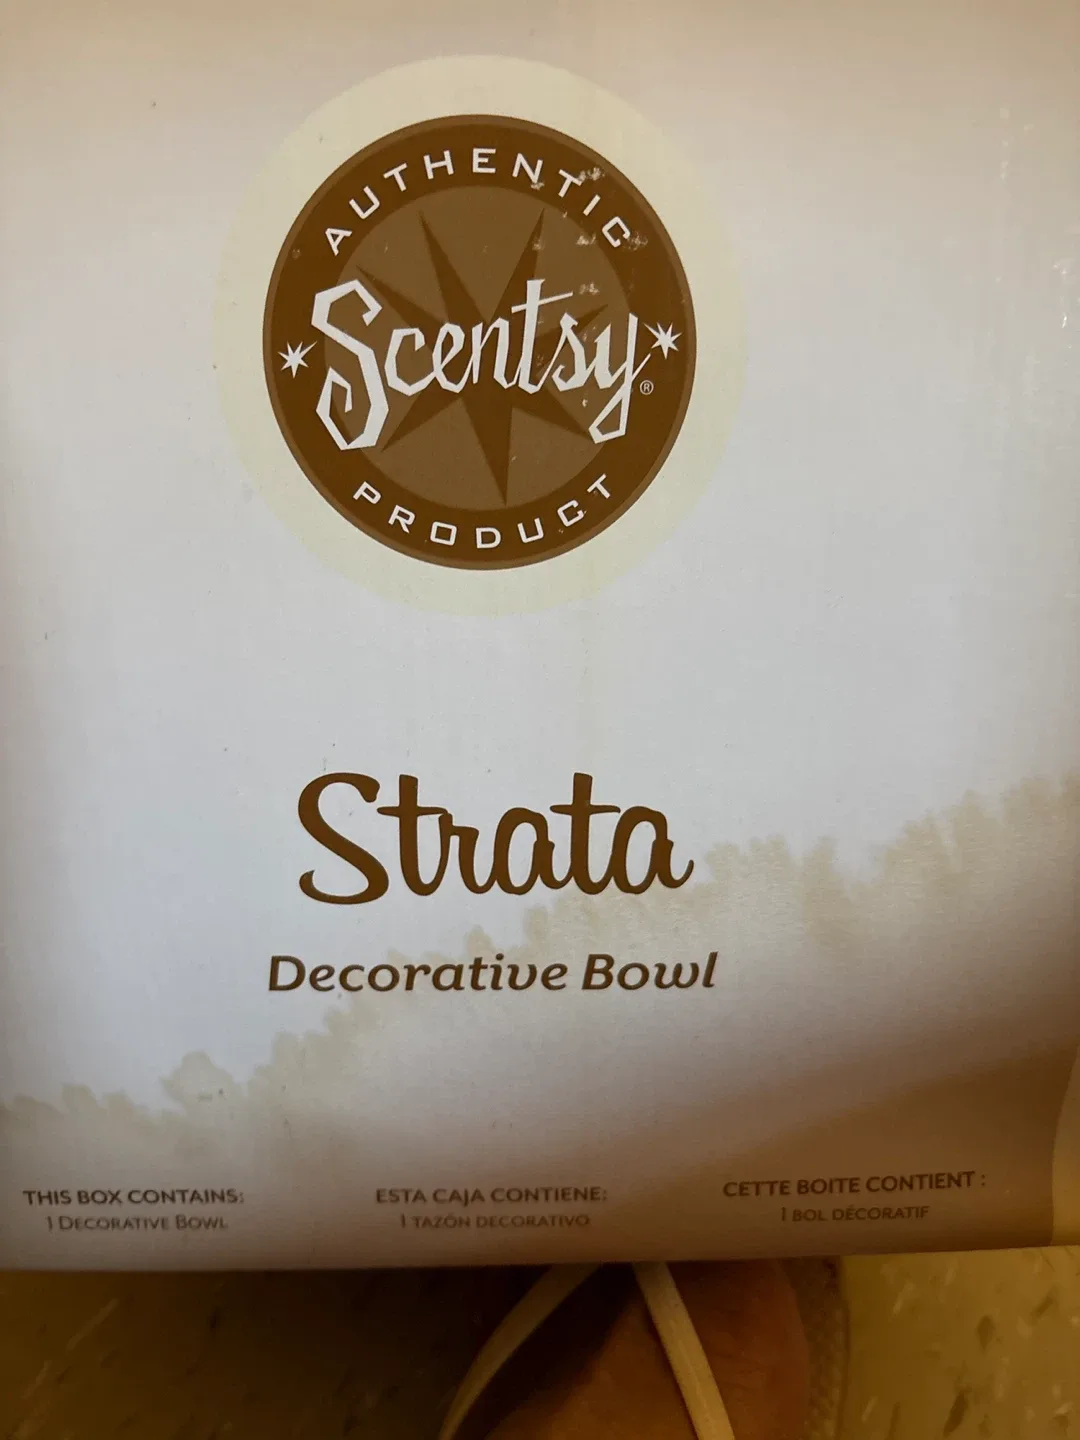 AUTHENTIC
Scentsy®
PRODUCT
Strata
Decorative Bowl
THIS BOX CONTAINS:
1 DECORATIVE BOWL
ESTA CAJA CONTIENE:
1 TAZÓN DECORATIVO
CETTE BOITE CONTIENT :
1 BOL DÉCORATIF